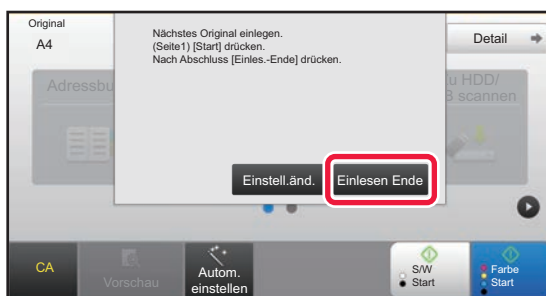 Original
A4
Nächstes Original einlegen.
(Seite1) [Start] drücken.
Nach Abschluss [Einles.-Ende] drücken.
Detail
Adressbu
u HDD/
B scannen
Einstell.änd.
Einlesen Ende
CA
Vorschau
Autom.
einstellen
S/W
Start
Farbe
Start